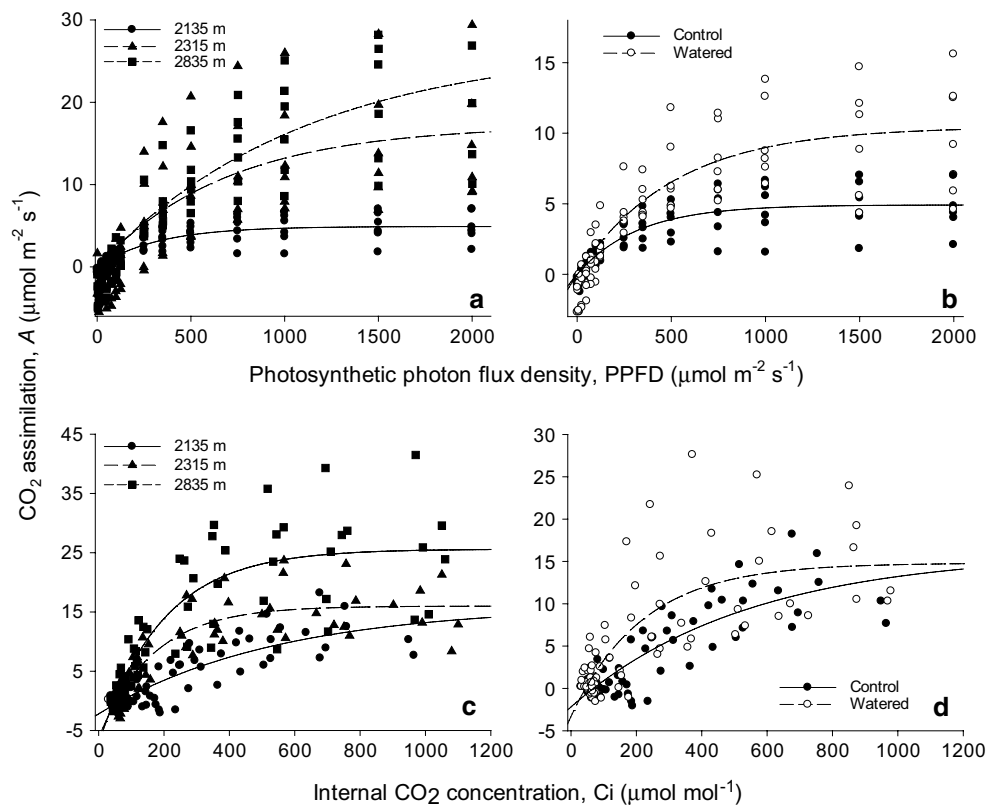 30
20
10
0
2135 m
2315 m
2835 m
a
0 500 1000 1500 2000
15
10
5
0
Control
Watered
b
0 500 1000 1500 2000
Photosynthetic photon flux density, PPFD (μmol m⁻² s⁻¹)
CO₂ assimilation, A (μmol m⁻² s⁻¹)
45
35
25
15
5
-5
2135 m
2315 m
2835 m
c
0 200 400 600 800 1000 1200
30
25
20
15
10
5
0
-5
Control
Watered
d
0 200 400 600 800 1000 1200
Internal CO₂ concentration, Ci (μmol mol⁻¹)